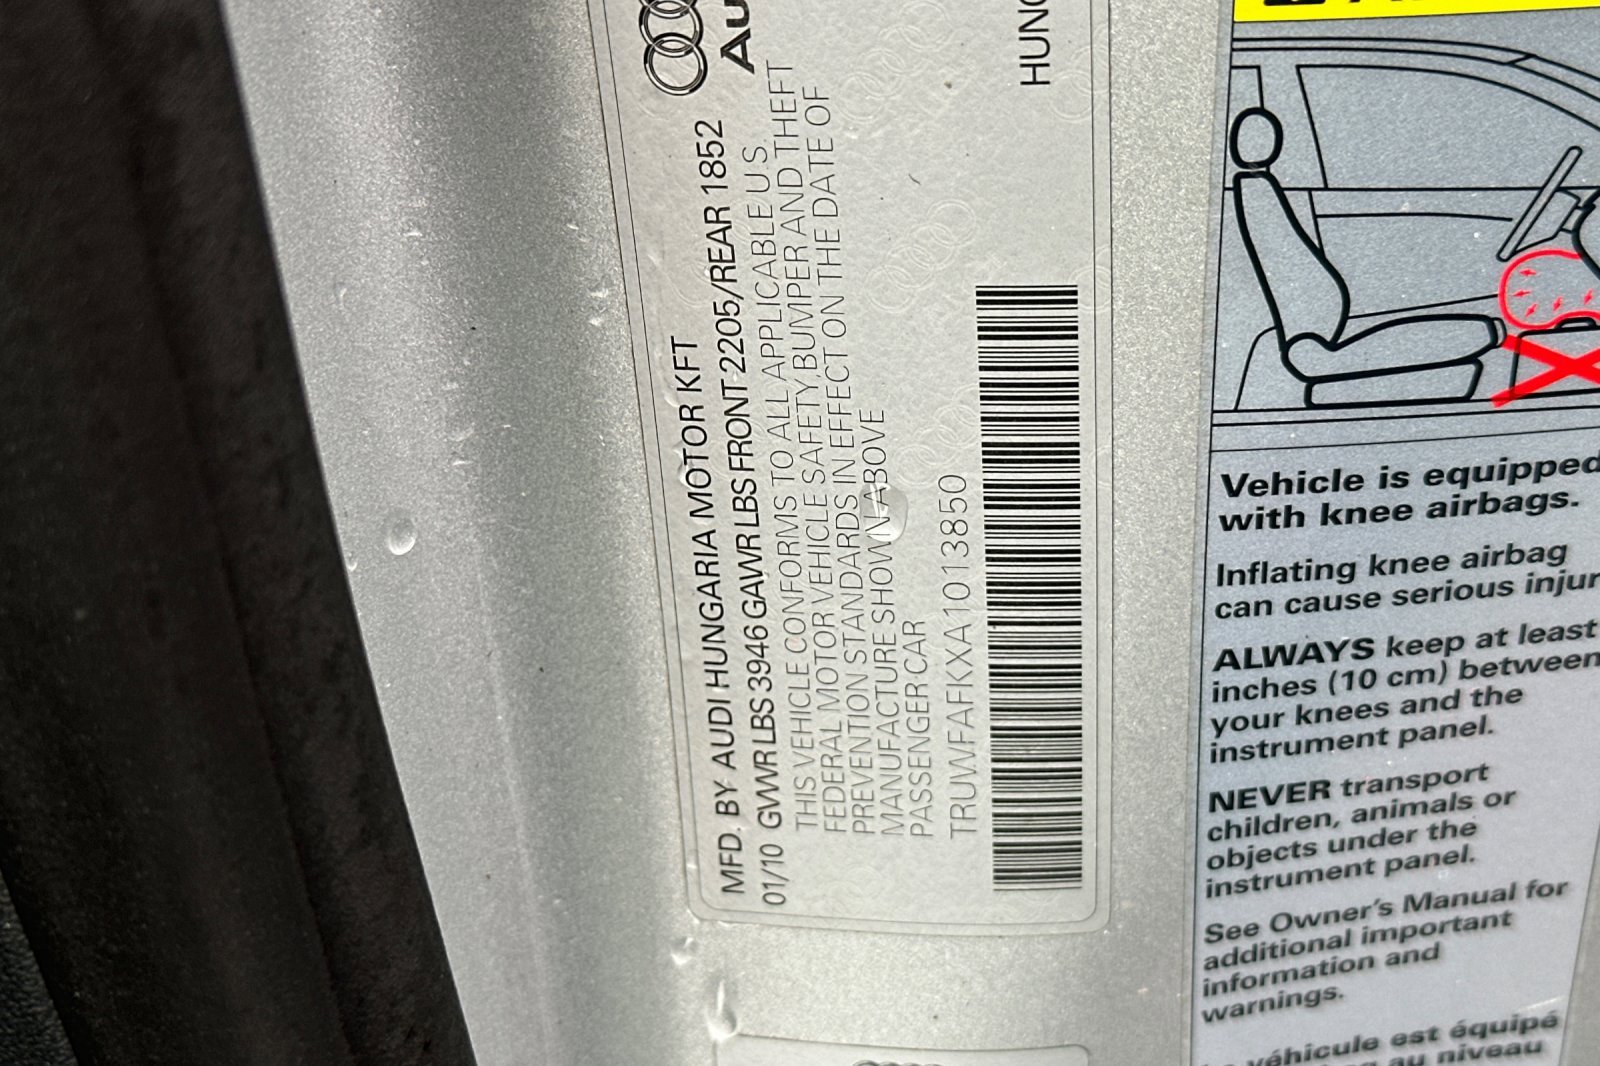 MFD. BY AUDI HUNGARIA MOTOR KFT
01/10 GVWR LBS 3946 GAWR LBS FRONT 2205/REAR 1852
THIS VEHICLE CONFORMS TO ALL APPLICABLE U S
FEDERAL MOTOR VEHICLE SAFETY, BUMPER AND THEFT
PREVENTION STANDARDS IN EFFECT ON THE DATE OF
MANUFACTURE SHOWN ABOVE
PASSENGER CAR
TRUWFAFKXA1013850
Vehicle is equipped
with knee airbags.
Inflating knee airbag
can cause serious
ALWAYS keep at least
inches (10 cm) between
your knees and the
instrument panel.
NEVER transport
children, animals or
objects under the
instrument panel.
See Owner's Manual for
additional important
information and
warnings.
véhicule est équipé
au niveau